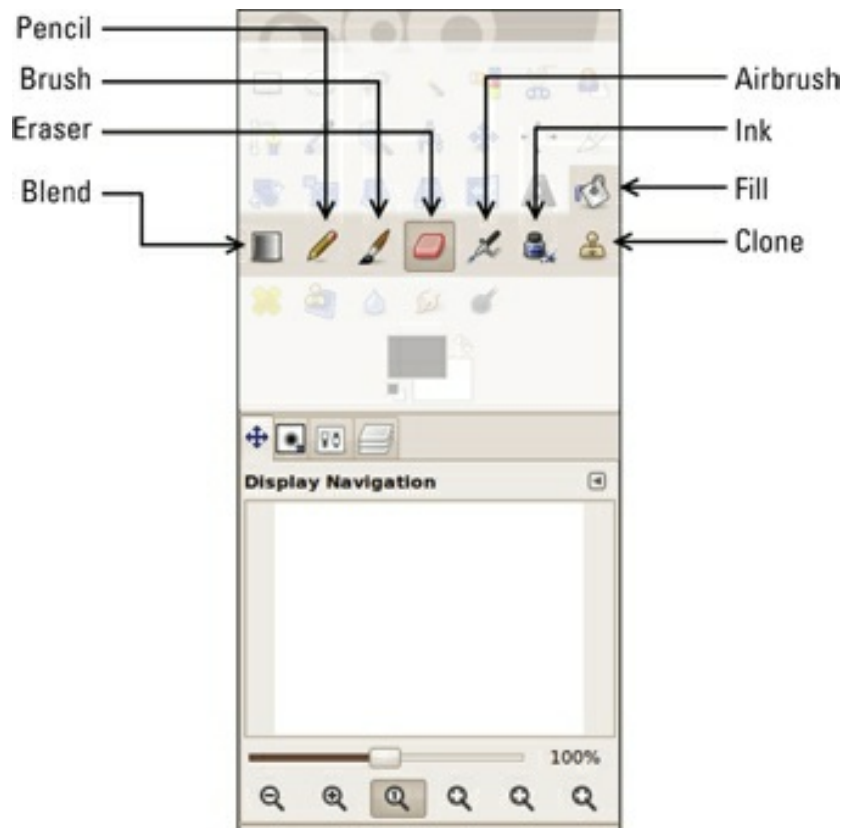 Pencil
Brush
Eraser
Blend
Airbrush
Ink
Fill
Clone
Display Navigation
100%